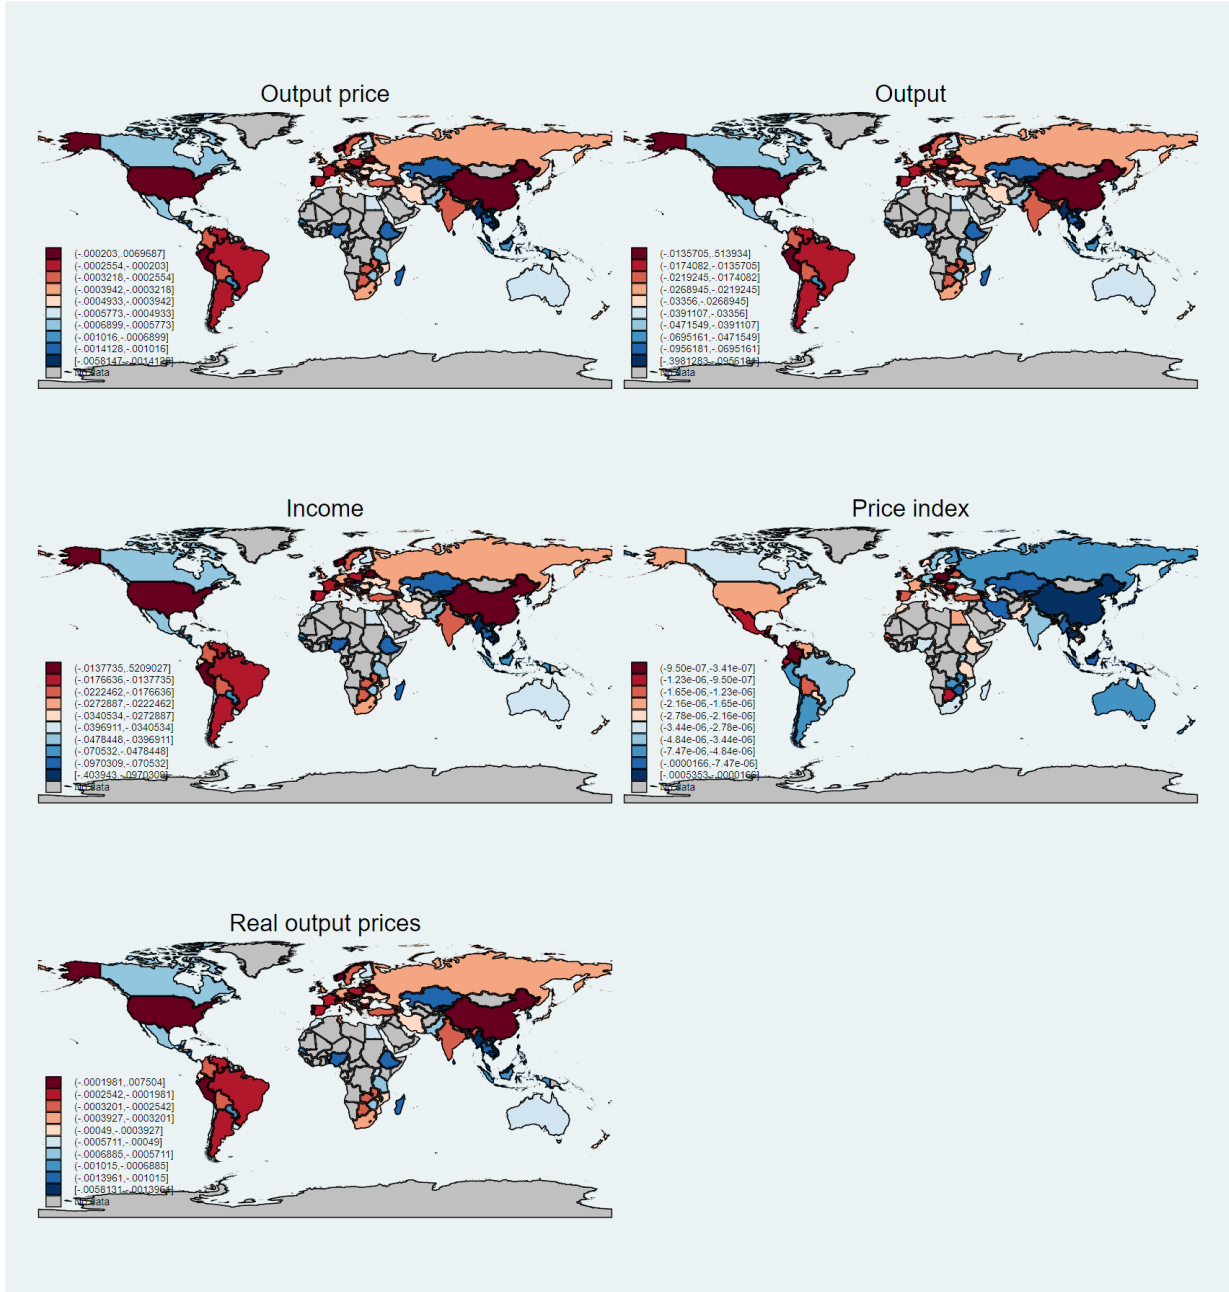 Output price
(-.000203,.0069687]
(-.0002554,-.000203]
(-.0003218,-.0002554]
(-.0003942,-.0003218]
(-.0004933,-.0003942]
(-.0005773,-.0004933]
(-.0006899,-.0005773]
(-.001016,-.0006899]
(-.0014128,-.001016]
[-.0058147,-.0014128]
No data
Output
(-.0135705,.513934]
(-.0174082,-.0135705]
(-.0219245,-.0174082]
(-.0268945,-.0219245]
(-.03356,-.0268945]
(-.0391107,-.03356]
(-.0471549,-.0391107]
(-.0695161,-.0471549]
(-.0956181,-.0695161]
[-.3981283,-.0956181]
No data
Income
(-.0137735,.5209027]
(-.0176636,-.0137735]
(-.0222462,-.0176636]
(-.0272887,-.0222462]
(-.0340534,-.0272887]
(-.0396911,-.0340534]
(-.0478448,-.0396911]
(-.070532,-.0478448]
(-.0970309,-.070532]
[-.403943,-.0970309]
No data
Price index
(-9.50e-07,-3.41e-07]
(-1.23e-06,-9.50e-07]
(-1.65e-06,-1.23e-06]
(-2.16e-06,-1.65e-06]
(-2.78e-06,-2.16e-06]
(-3.44e-06,-2.78e-06]
(-4.84e-06,-3.44e-06]
(-7.47e-06,-4.84e-06]
(-.0000166,-7.47e-06]
[-.0005353,-.0000166]
No data
Real output prices
(-.0001981,.007504]
(-.0002542,-.0001981]
(-.0003201,-.0002542]
(-.0003927,-.0003201]
(-.00049,-.0003927]
(-.0005711,-.00049]
(-.0006885,-.0005711]
(-.001015,-.0006885]
(-.0013961,-.001015]
[-.0058131,-.0013961]
No data